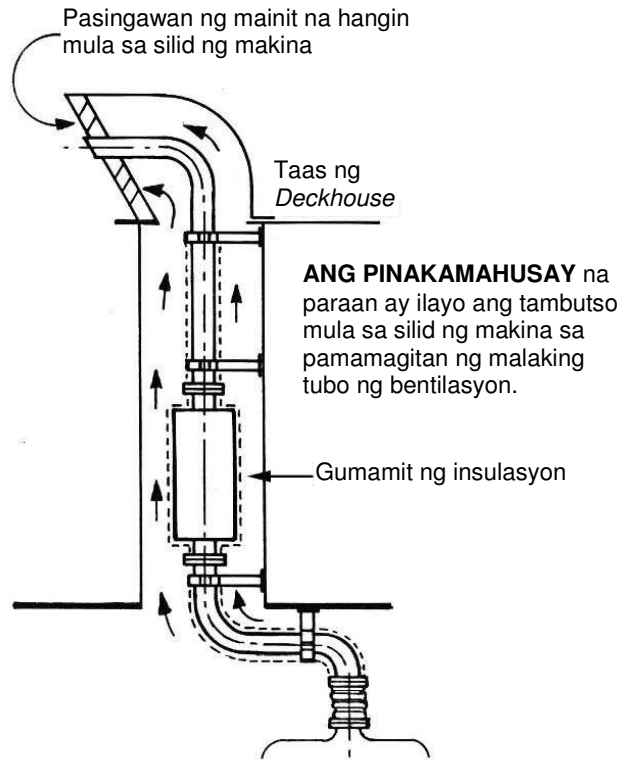 Pasingawan ng mainit na hangin
mula sa silid ng makina
Taas ng
Deckhouse
ANG PINAKAMAHUSAY na
paraan ay ilayo ang tambutso
mula sa silid ng makina sa
pamamagitan ng malaking
tubo ng bentilasyon.
Gumamit ng insulasyon